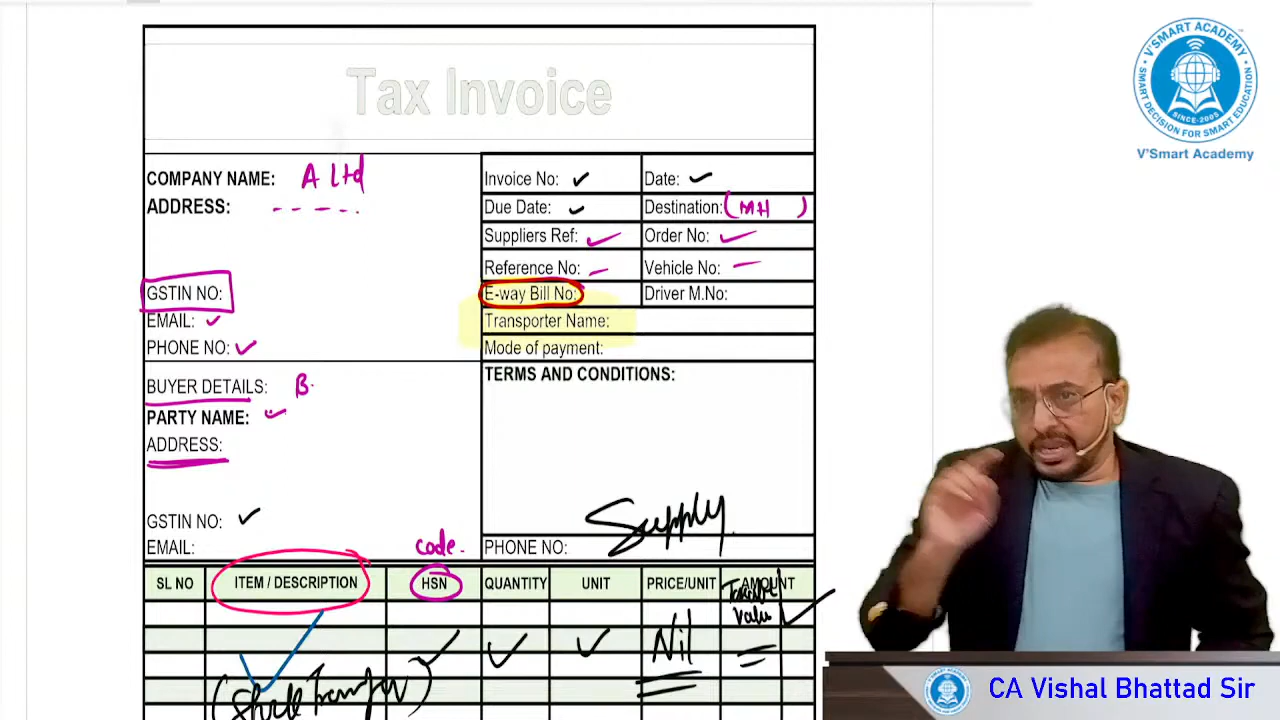 Tax Invoice
COMPANY NAME: A Ltd
ADDRESS:
GSTIN NO:
EMAIL:
PHONE NO:
Invoice No:
Date:
Due Date:
Destination: (MH )
Suppliers Ref:
Order No:
Reference No:
Vehicle No:
E-way Bill No:
Driver M.No:
Transporter Name:
Mode of payment:
BUYER DETAILS: B
PARTY NAME:
ADDRESS:
GSTIN NO:
EMAIL:
TERMS AND CONDITIONS:
Supply
PHONE NO:
code.
SL NO ITEM / DESCRIPTION HSN QUANTITY UNIT PRICE/UNIT AMOUNT
Value
Nil
V'SMART ACADEMY
SMART DECISION FOR SMART EDUCATION
SINCE-2005
V'Smart Academy
CA Vishal Bhattad Sir